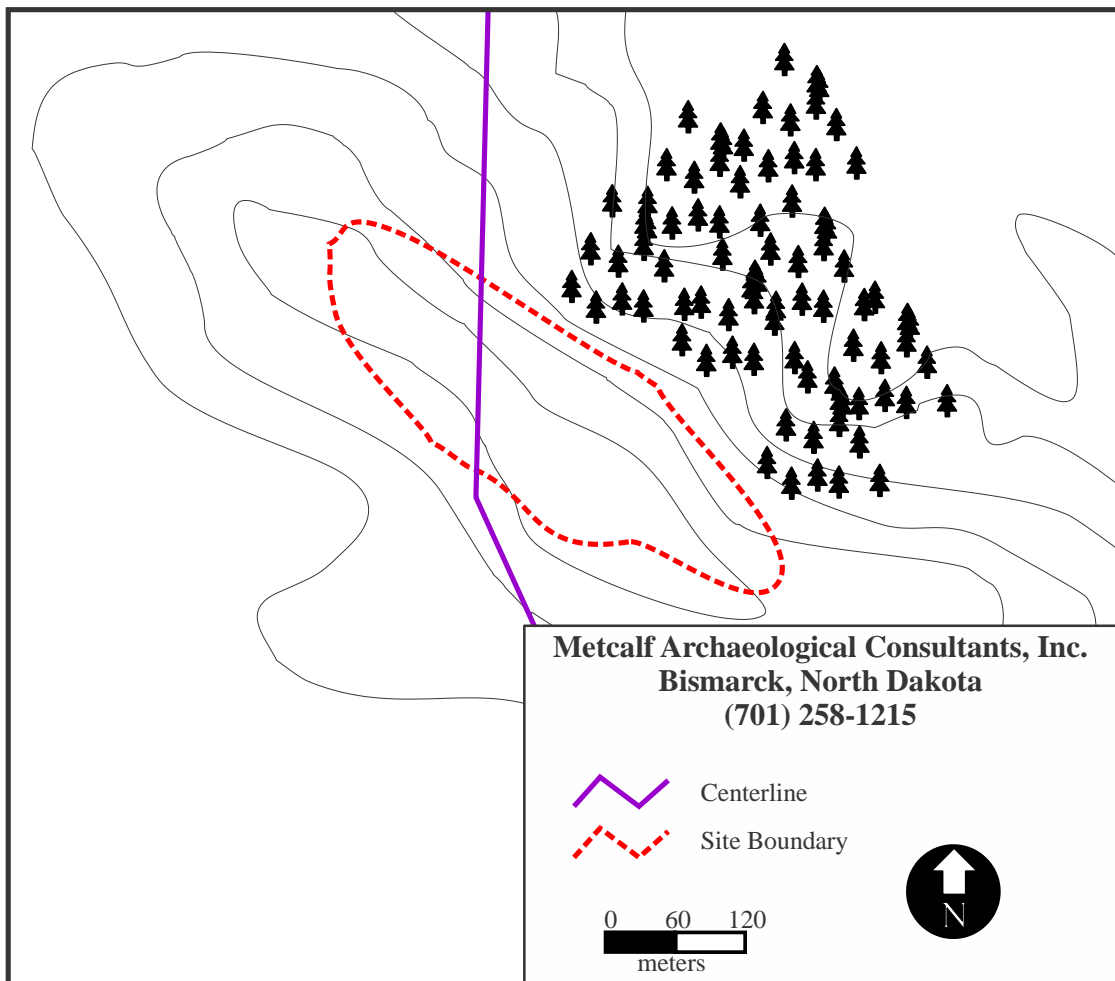 Metcalf Archaeological Consultants, Inc.
Bismarck, North Dakota
(701) 258-1215
Centerline
Site Boundary
0 60 120
meters
N